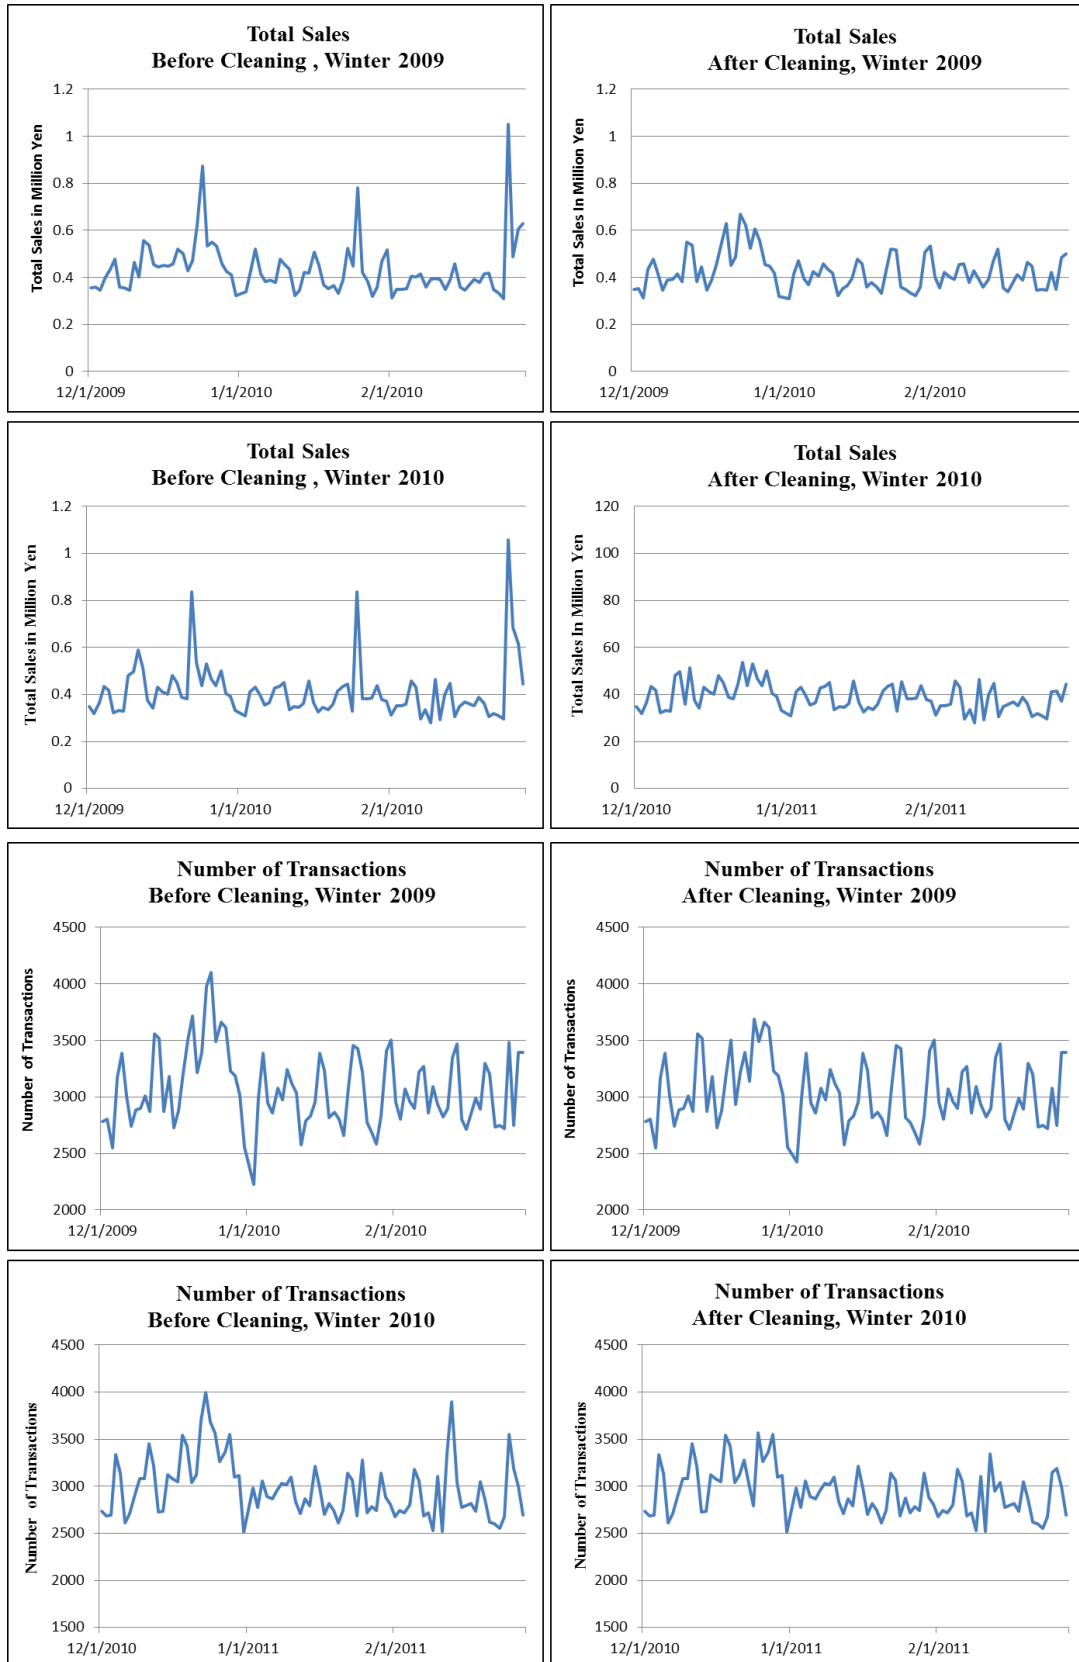 Total Sales
Before Cleaning , Winter 2009
Total Sales in Million Yen
1.2
1
0.8
0.6
0.4
0.2
0
12/1/2009 1/1/2010 2/1/2010
Total Sales
After Cleaning, Winter 2009
Total Sales In Million Yen
1.2
1
0.8
0.6
0.4
0.2
0
12/1/2009 1/1/2010 2/1/2010
Total Sales
Before Cleaning , Winter 2010
Total Sales in Million Yen
1.2
1
0.8
0.6
0.4
0.2
0
12/1/2009 1/1/2010 2/1/2010
Total Sales
After Cleaning, Winter 2010
Total Sales In Million Yen
120
100
80
60
40
20
0
12/1/2010 1/1/2011 2/1/2011
Number of Transactions
Before Cleaning, Winter 2009
Number of Transactions
4500
4000
3500
3000
2500
2000
12/1/2009 1/1/2010 2/1/2010
Number of Transactions
After Cleaning, Winter 2009
Number of Transactions
4500
4000
3500
3000
2500
2000
12/1/2009 1/1/2010 2/1/2010
Number of Transactions
Before Cleaning, Winter 2010
Number of Transactions
4500
4000
3500
3000
2500
2000
1500
12/1/2010 1/1/2011 2/1/2011
Number of Transactions
After Cleaning, Winter 2010
Number of Transactions
4500
4000
3500
3000
2500
2000
1500
12/1/2010 1/1/2011 2/1/2011